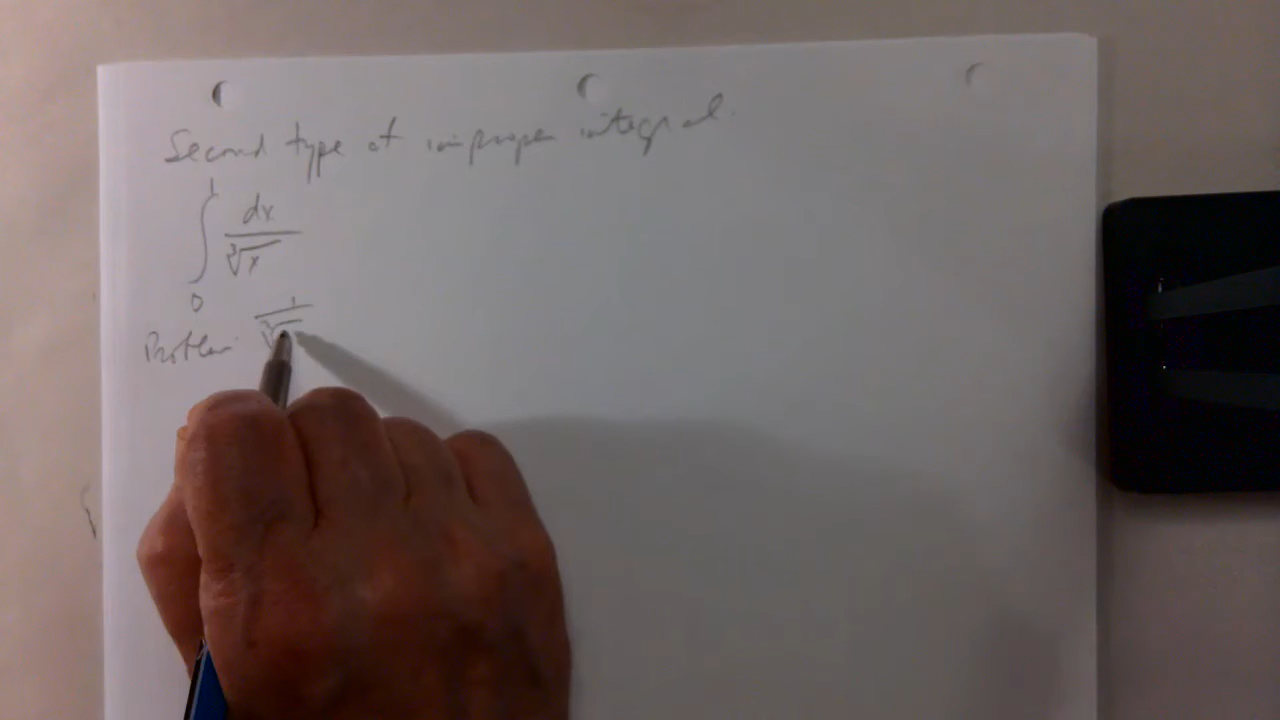 Second type of improper integral.
∫₀¹ dx/∛x
Problem: 1/∛